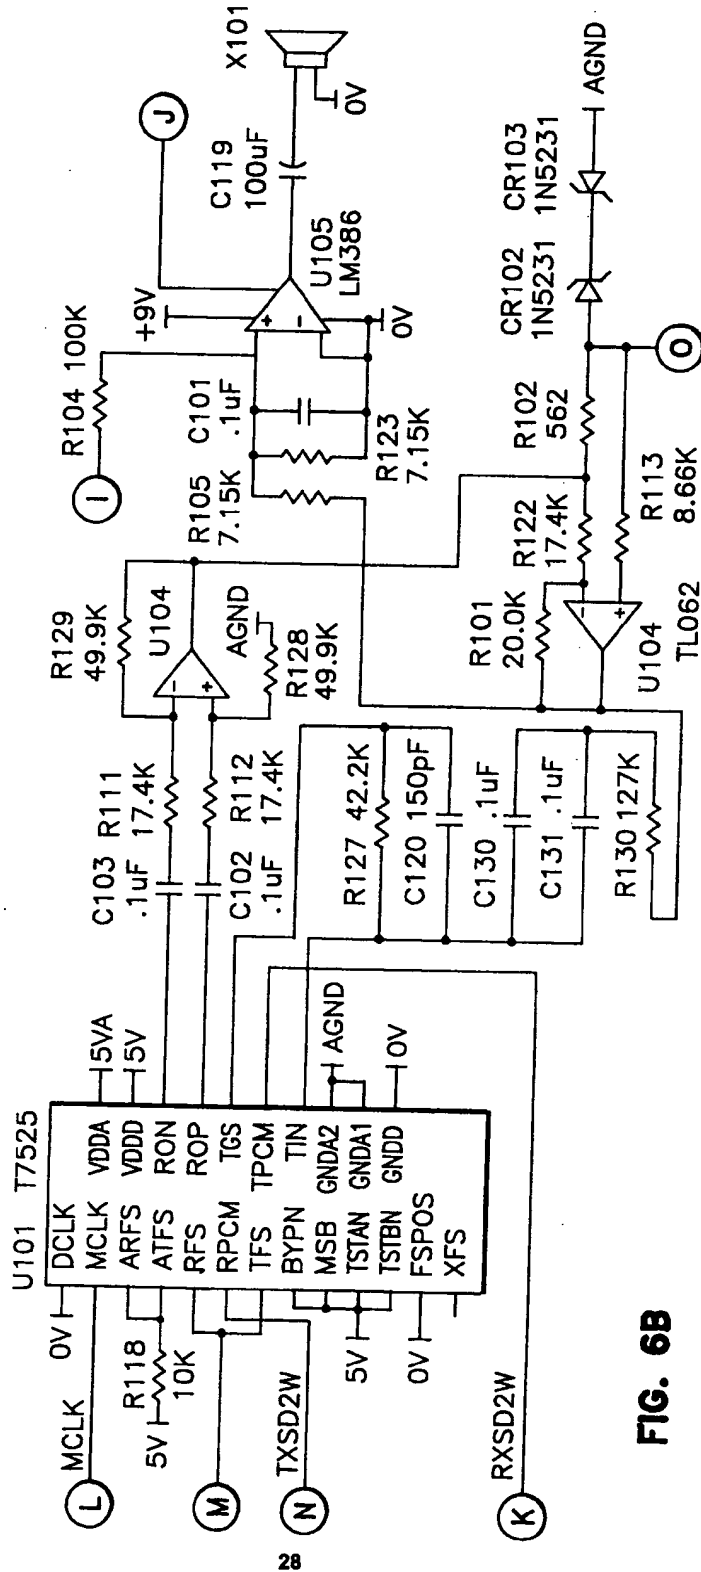 MCLK
L
0V
5V
R118
10K
M
TXSD2W
N
5V
0V
RXSD2W
K
U101 T7525
DCLK
MCLK VDDA
ARFS VDDD
ATFS RON
RFS ROP
RPCM TGS
TFS TPCM
BYPN TIN
MSB GNDA2
TSTAN GNDA1
TSTBN GNDD
FSPOS
XFS
5VA
5V
AGND
0V
C103
.1uF
R111
17.4K
C102
.1uF
R112
17.4K
R129
49.9K
-
+
U104
AGND
R128
49.9K
R127 42.2K
C120 150pF
C130 .1uF
C131 .1uF
R130 127K
I
R104 100K
R105
7.15K
C101
.1uF
R123
7.15K
+9V
+
-
U105
LM386
0V
J
C119
100uF
X101
0V
R101
20.0K
-
+
U104
TL062
R122
17.4K
R102
562
R113
8.66K
O
CR102
1N5231
CR103
1N5231
AGND
FIG. 6B
28